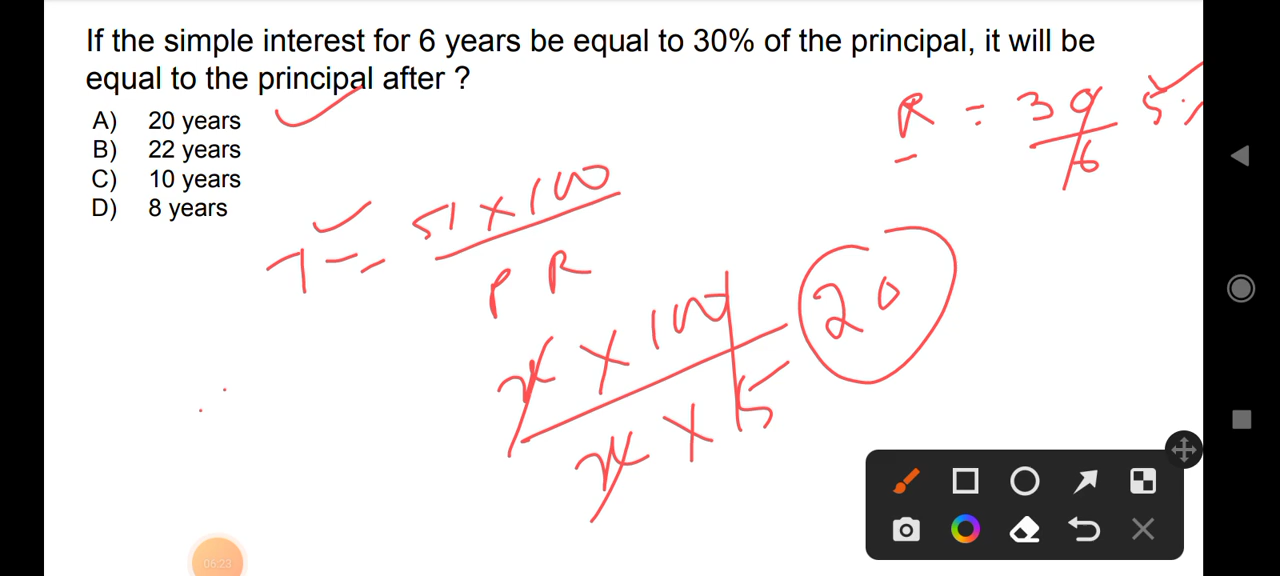 If the simple interest for 6 years be equal to 30% of the principal, it will be
equal to the principal after ?
A) 20 years
B) 22 years
C) 10 years
D) 8 years
R = 30/6 5%
T = SI × 100 / P R
x × 100 / x × 5 = 20
06:23